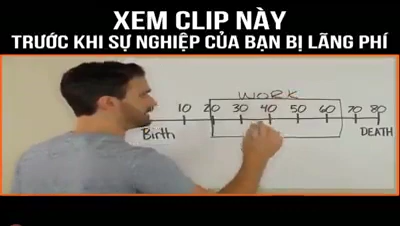 XEM CLIP NÀY
TRƯỚC KHI SỰ NGHIỆP CỦA BẠN BỊ LÃNG PHÍ
WORK
10 20 30 40 50 60 70 80
Birth DEATH